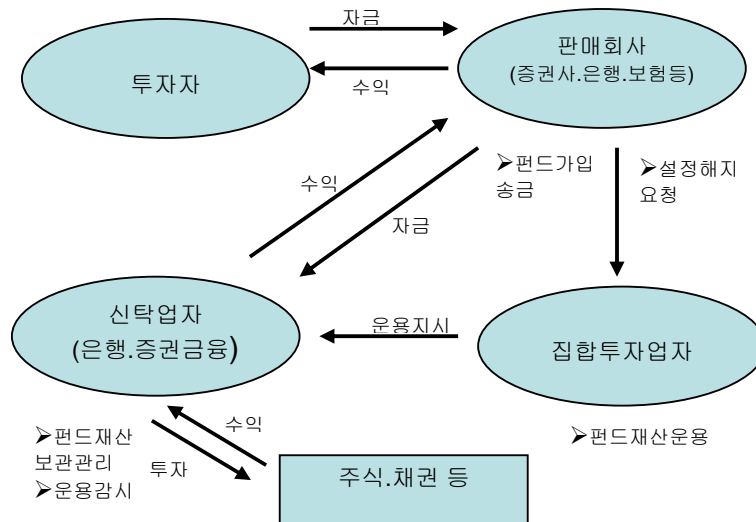 자금
투자자
판매회사
(증권사.은행.보험등)
수익
➢펀드가입
송금
➢설정해지
요청
수익
자금
신탁업자
(은행.증권금융)
운용지시
집합투자업자
➢펀드재산
보관관리
➢운용감시
수익
투자
➢펀드재산운용
주식.채권 등